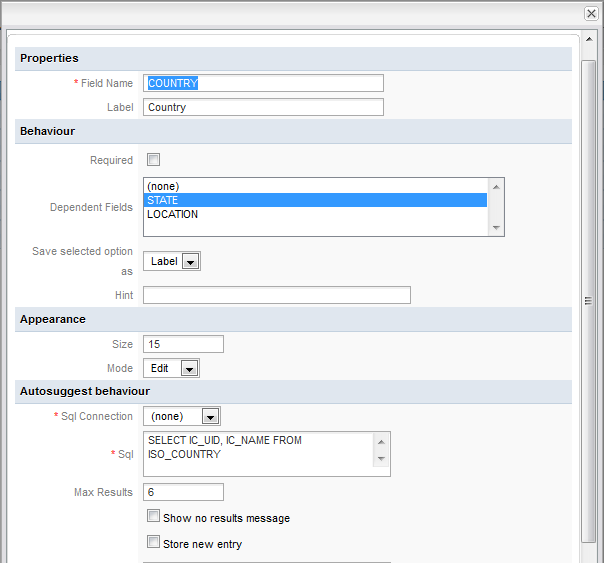 Properties
* Field Name COUNTRY
Label Country
Behaviour
Required
(none)
Dependent Fields STATE
LOCATION
Save selected option
as Label
Hint
Appearance
Size 15
Mode Edit
Autosuggest behaviour
* Sql Connection (none)
SELECT IC_UID, IC_NAME FROM
* Sql ISO_COUNTRY
Max Results 6
Show no results message
Store new entry